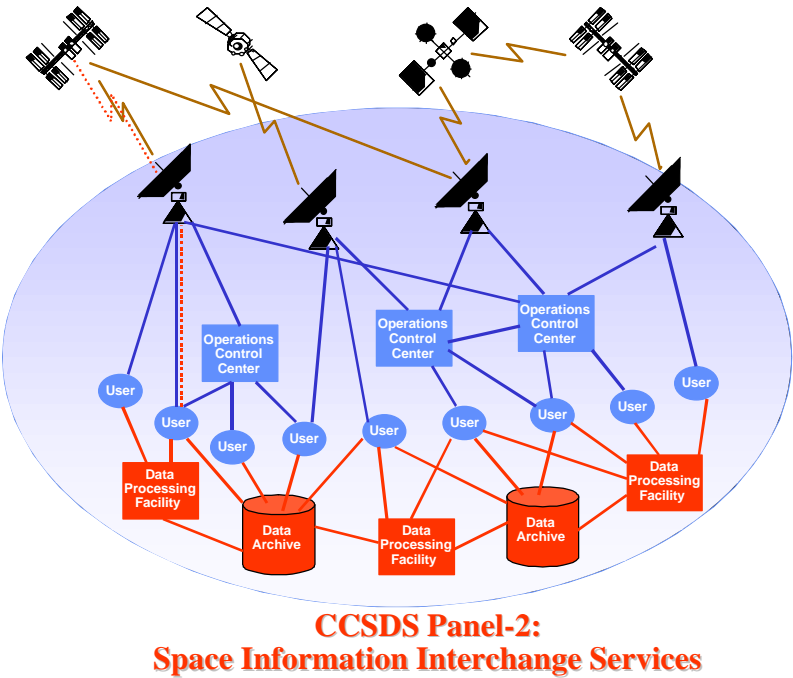 Operations
Control
Center
Operations
Control
Center
Operations
Control
Center
User
User
User
User
User
User
User
User
User
Data
Processing
Facility
Data
Archive
Data
Processing
Facility
Data
Archive
Data
Processing
Facility
CCSDS Panel-2:
Space Information Interchange Services